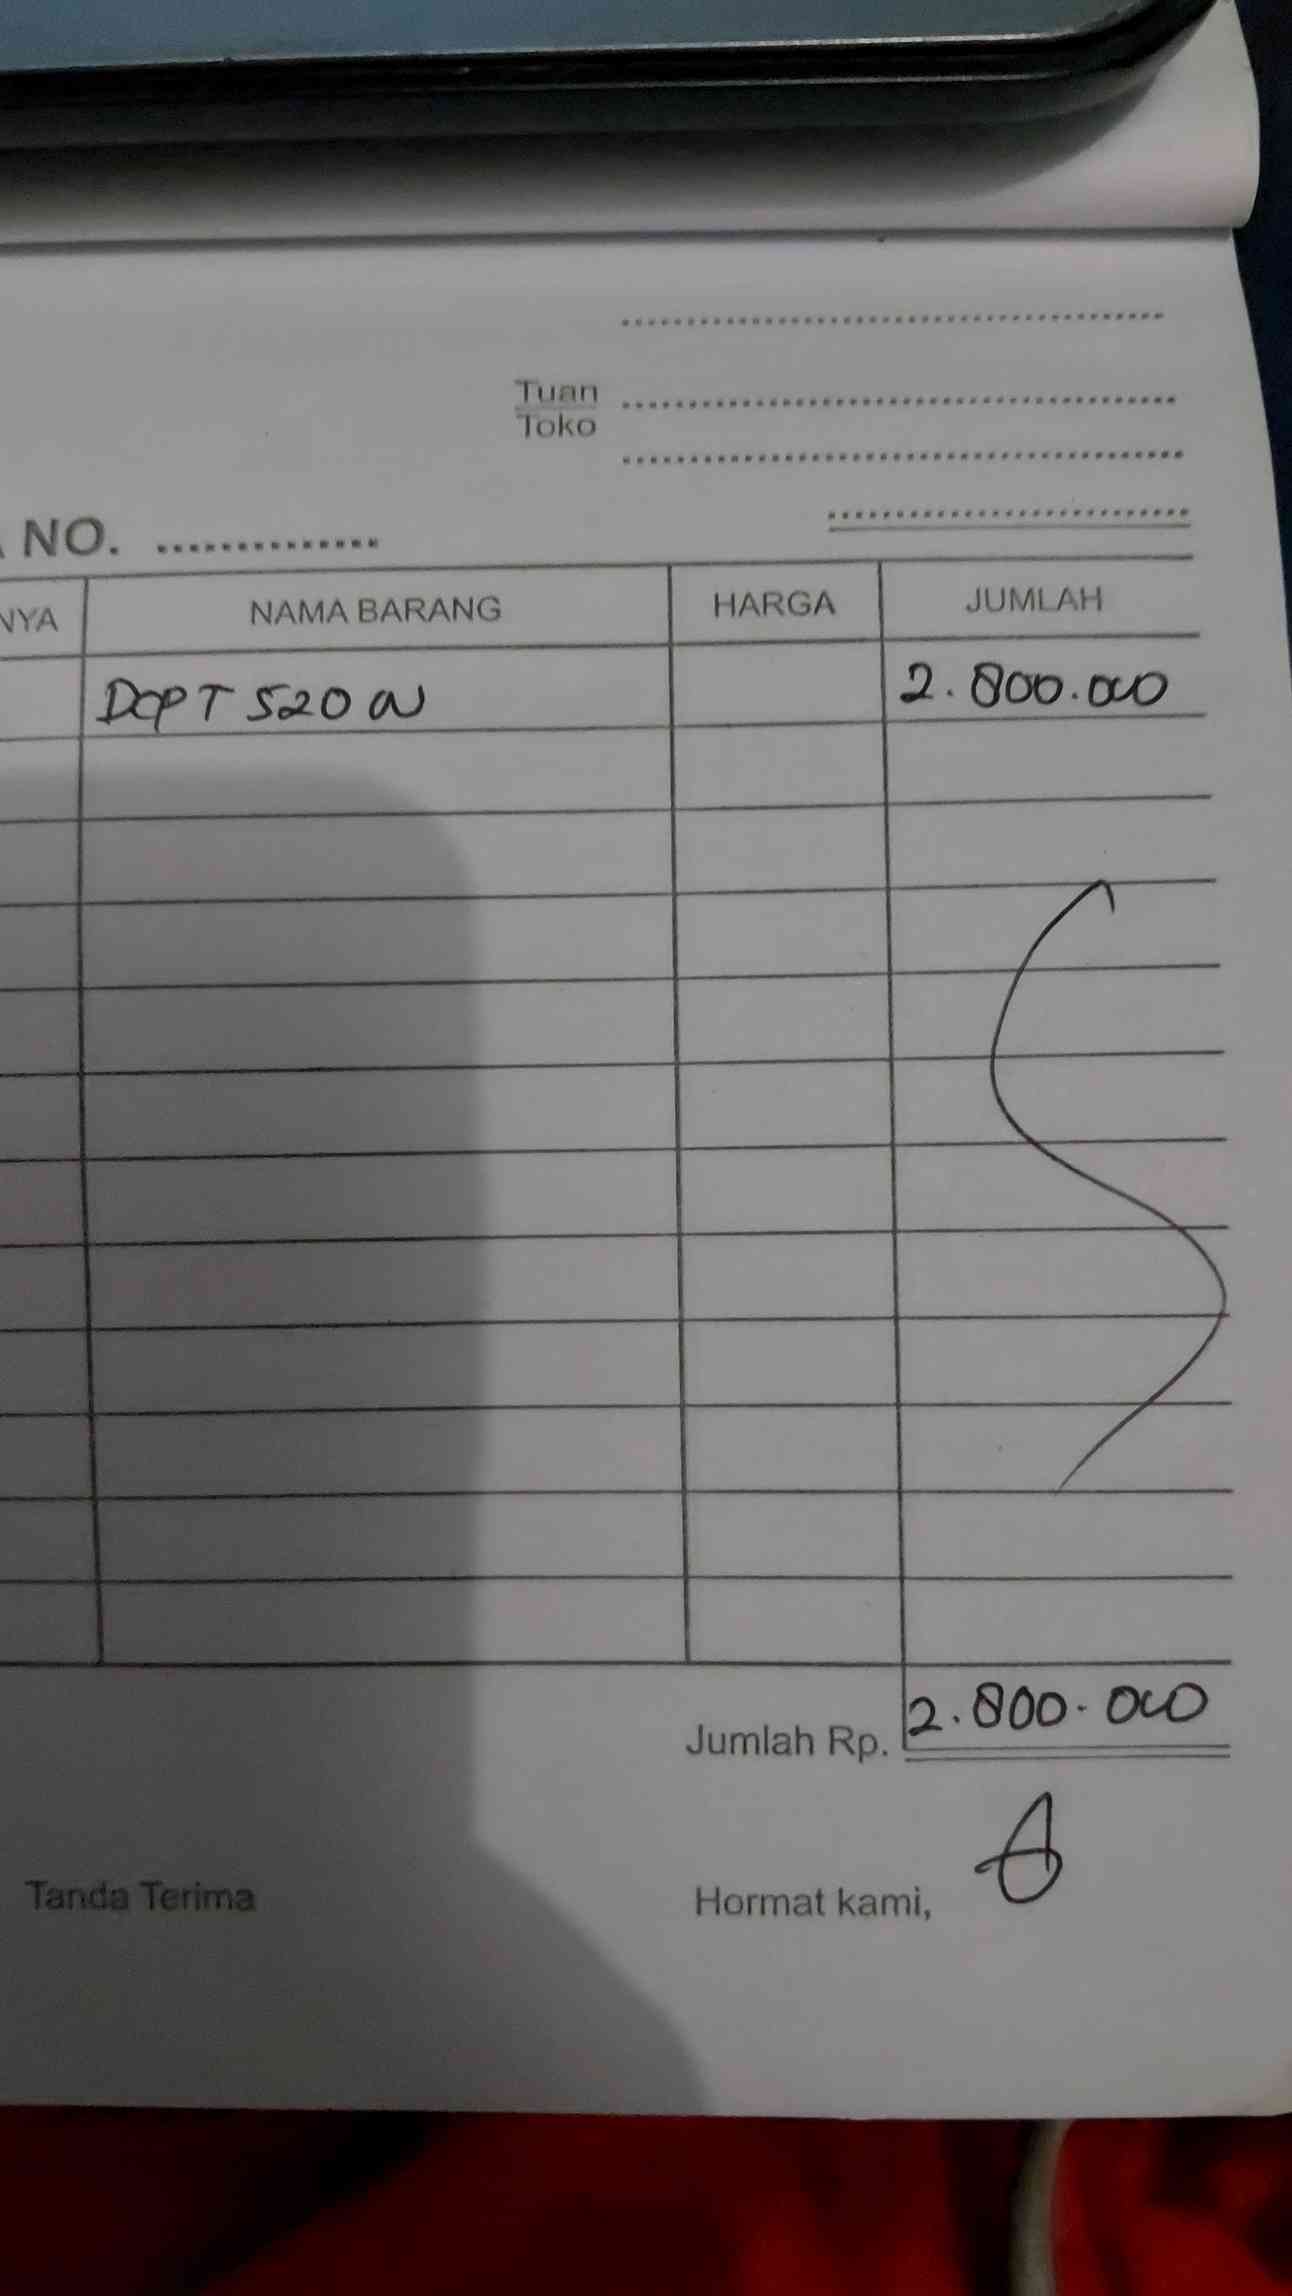 Tuan
Toko
NO. ..............
NYA NAMA BARANG HARGA JUMLAH
DCP T 520 W 2.800.000
Jumlah Rp. 2.800.000
Tanda Terima Hormat kami,